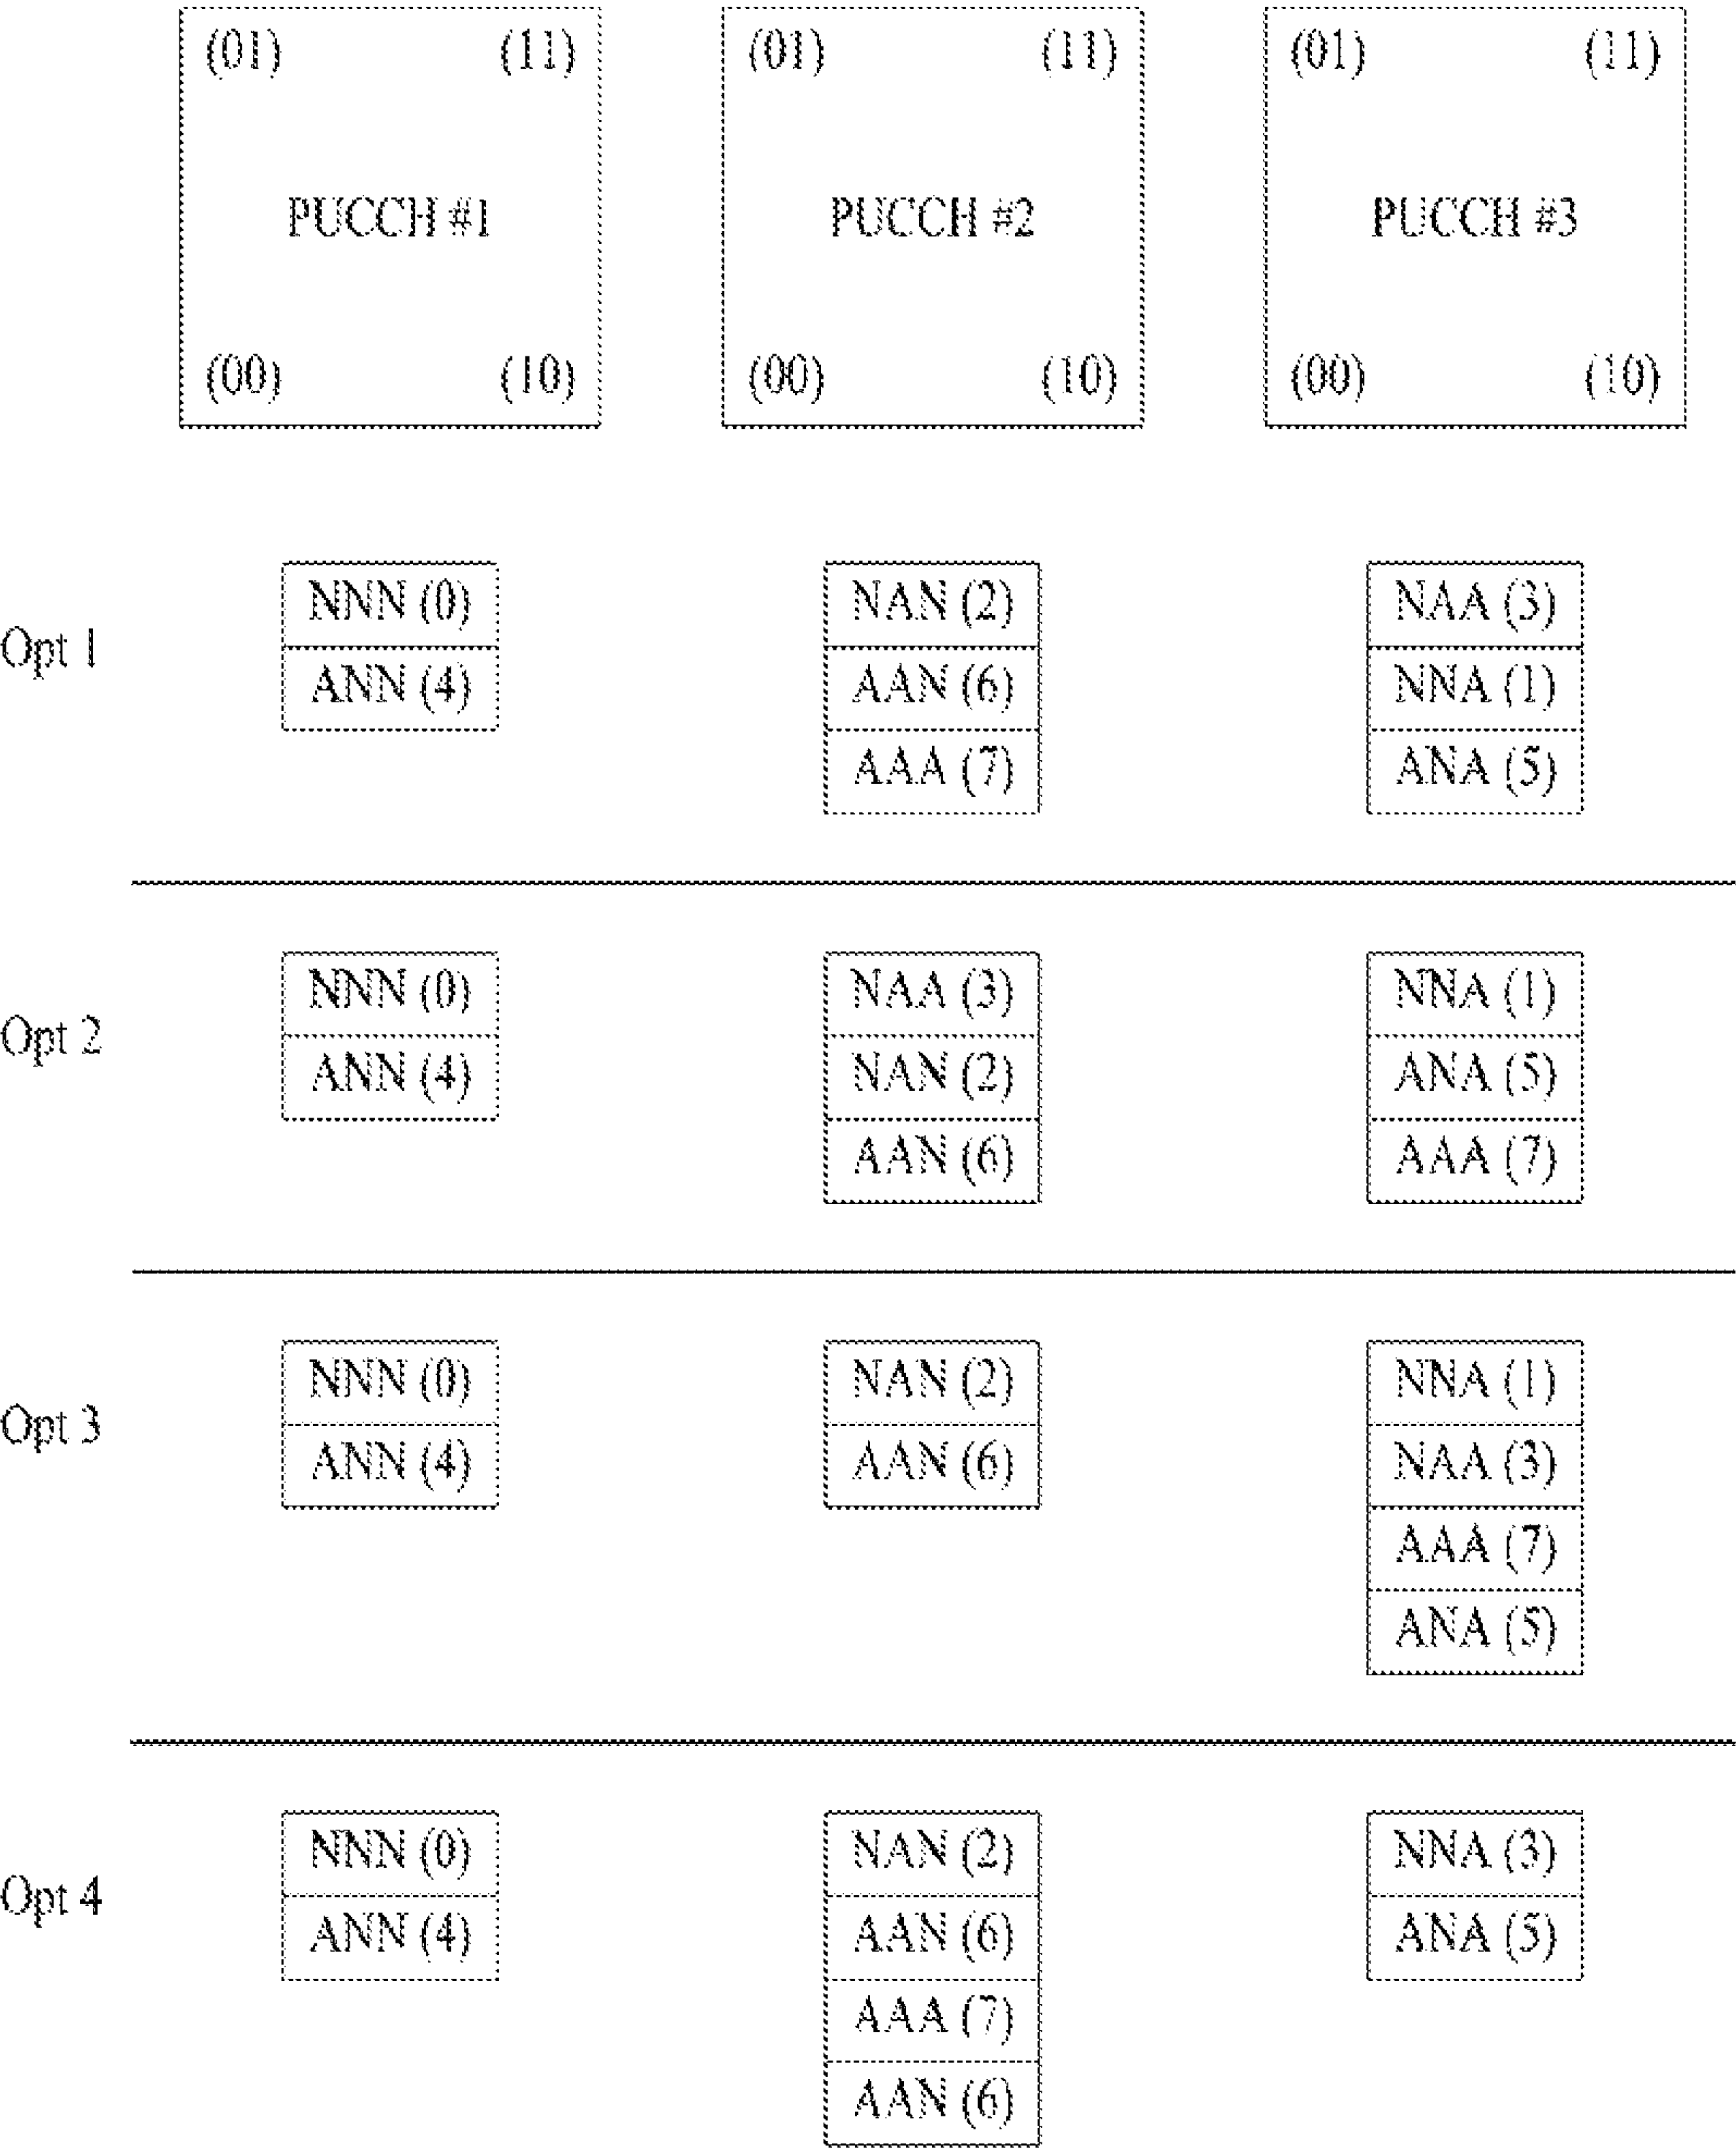 (01) (11) (01) (11) (01) (11)
PUCCH #1 PUCCH #2 PUCCH #3
(00) (10) (00) (10) (00) (10)
NNN (0) NAN (2) NAA (3)
Opt 1
ANN (4) AAN (6) NNA (1)
AAA (7) ANA (5)
NNN (0) NAA (3) NNA (1)
Opt 2
ANN (4) NAN (2) ANA (5)
AAN (6) AAA (7)
NNN (0) NAN (2) NNA (1)
Opt 3
ANN (4) AAN (6) NAA (3)
AAA (7)
ANA (5)
NNN (0) NAN (2) NNA (3)
Opt 4
ANN (4) AAN (6) ANA (5)
AAA (7)
AAN (6)